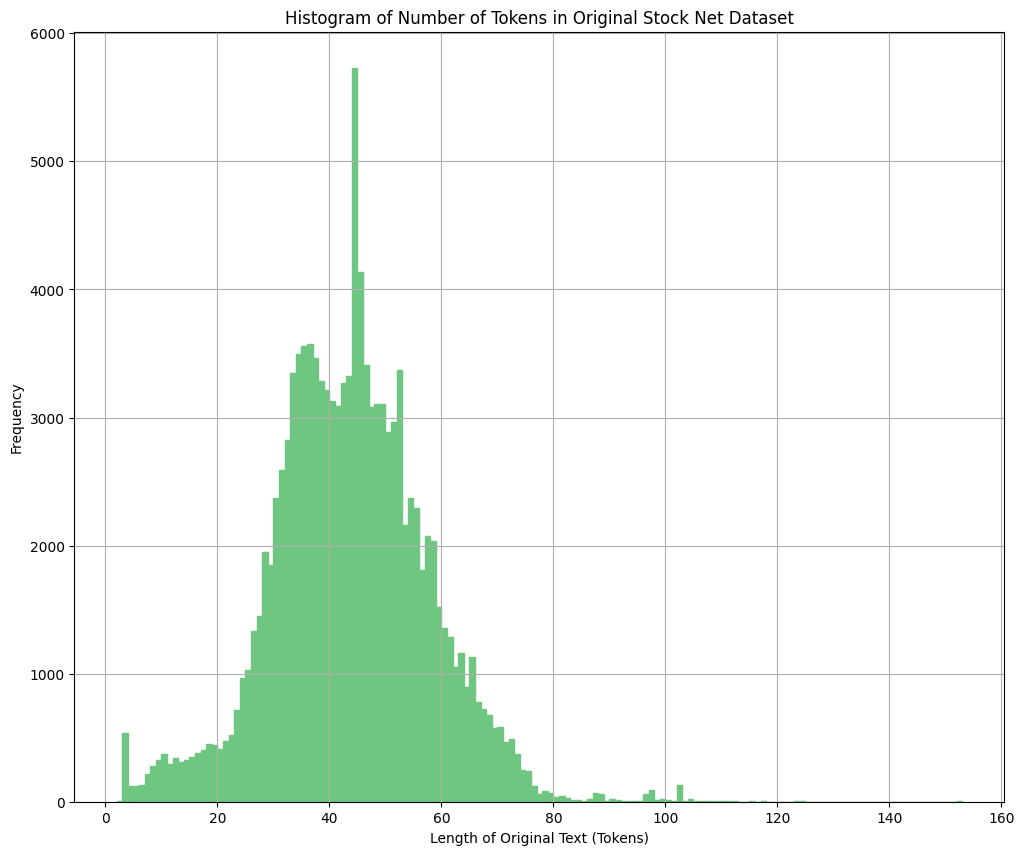 Histogram of Number of Tokens in Original Stock Net Dataset
6000
5000
4000
3000
2000
1000
0
Frequency
0 20 40 60 80 100 120 140 160
Length of Original Text (Tokens)